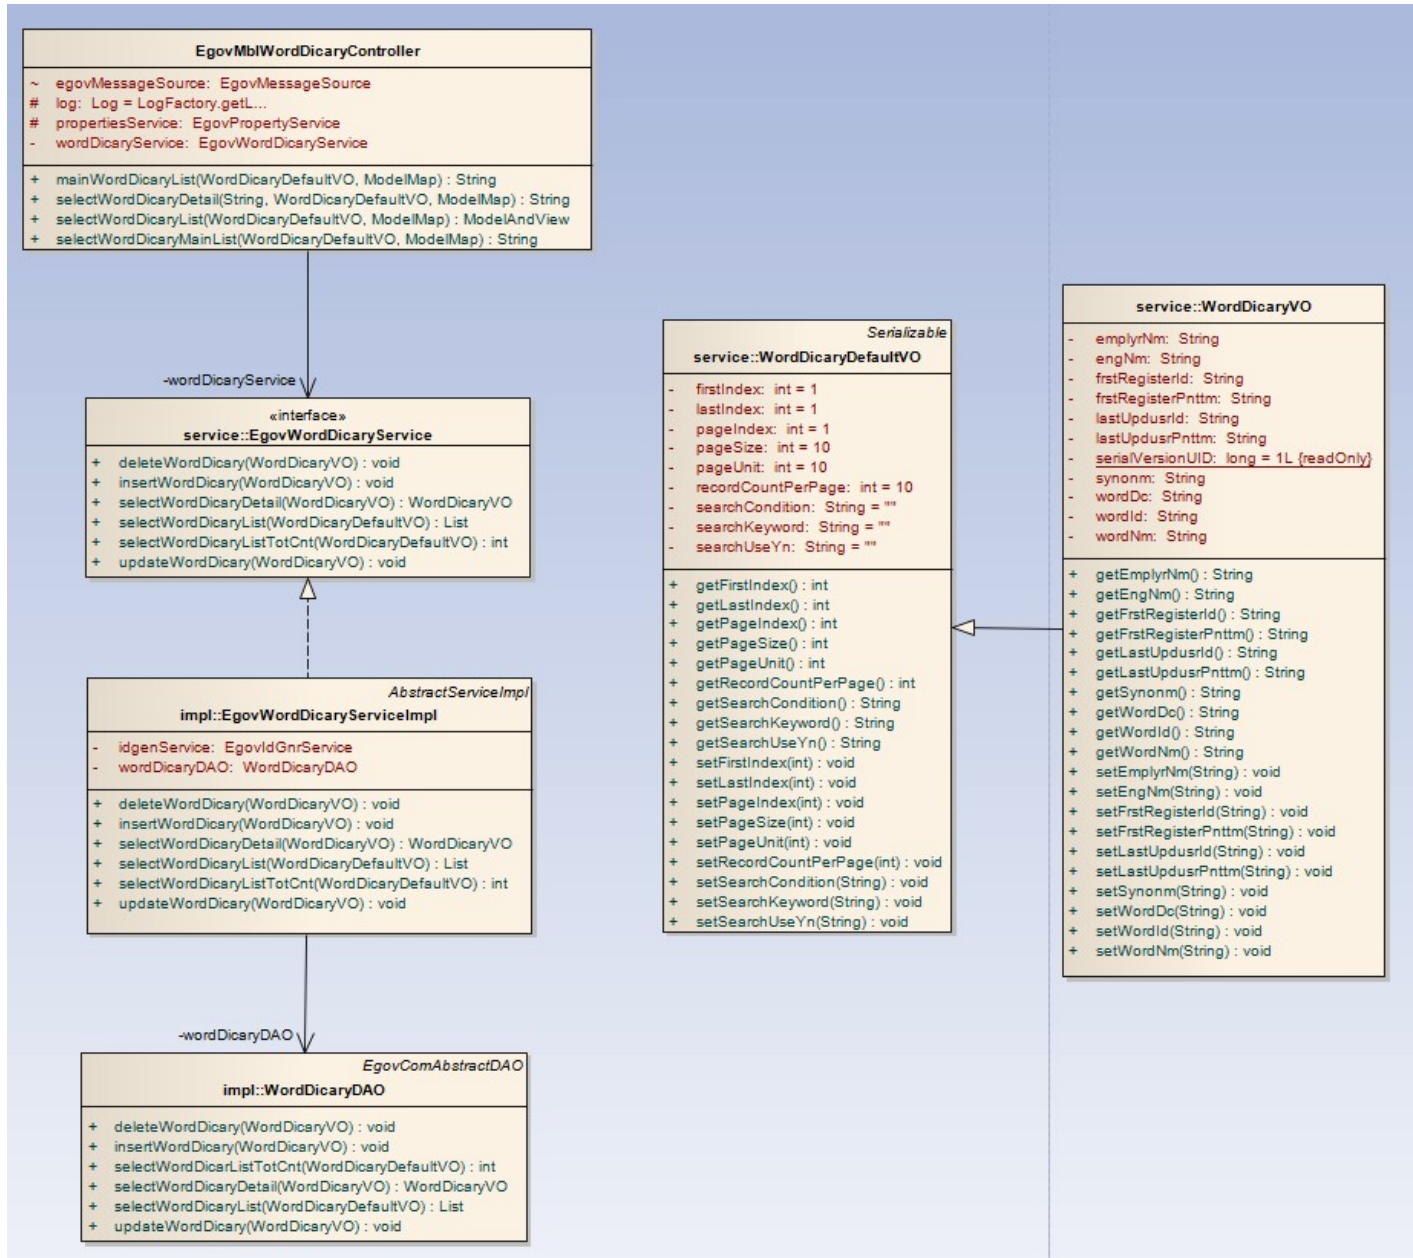 EgovMblWordDicaryController
~ egovMessageSource: EgovMessageSource
# log: Log = LogFactory.getL...
# propertiesService: EgovPropertyService
- wordDicaryService: EgovWordDicaryService
+ mainWordDicaryList(WordDicaryDefaultVO, ModelMap) : String
+ selectWordDicaryDetail(String, WordDicaryDefaultVO, ModelMap) : String
+ selectWordDicaryList(WordDicaryDefaultVO, ModelMap) : ModelAndView
+ selectWordDicaryMainList(WordDicaryDefaultVO, ModelMap) : String
-wordDicaryService
«interface»
service::EgovWordDicaryService
+ deleteWordDicary(WordDicaryVO) : void
+ insertWordDicary(WordDicaryVO) : void
+ selectWordDicaryDetail(WordDicaryVO) : WordDicaryVO
+ selectWordDicaryList(WordDicaryDefaultVO) : List
+ selectWordDicaryListTotCnt(WordDicaryDefaultVO) : int
+ updateWordDicary(WordDicaryVO) : void
AbstractServiceImpl
impl::EgovWordDicaryServiceImpl
- idgenService: EgovIdGnrService
- wordDicaryDAO: WordDicaryDAO
+ deleteWordDicary(WordDicaryVO) : void
+ insertWordDicary(WordDicaryVO) : void
+ selectWordDicaryDetail(WordDicaryVO) : WordDicaryVO
+ selectWordDicaryList(WordDicaryDefaultVO) : List
+ selectWordDicaryListTotCnt(WordDicaryDefaultVO) : int
+ updateWordDicary(WordDicaryVO) : void
-wordDicaryDAO
EgovComAbstractDAO
impl::WordDicaryDAO
+ deleteWordDicary(WordDicaryVO) : void
+ insertWordDicary(WordDicaryVO) : void
+ selectWordDicarListTotCnt(WordDicaryDefaultVO) : int
+ selectWordDicaryDetail(WordDicaryVO) : WordDicaryVO
+ selectWordDicaryList(WordDicaryDefaultVO) : List
+ updateWordDicary(WordDicaryVO) : void
Serializable
service::WordDicaryDefaultVO
- firstIndex: int = 1
- lastIndex: int = 1
- pageIndex: int = 1
- pageSize: int = 10
- pageUnit: int = 10
- recordCountPerPage: int = 10
- searchCondition: String = ""
- searchKeyword: String = ""
- searchUseYn: String = ""
+ getFirstIndex() : int
+ getLastIndex() : int
+ getPageIndex() : int
+ getPageSize() : int
+ getPageUnit() : int
+ getRecordCountPerPage() : int
+ getSearchCondition() : String
+ getSearchKeyword() : String
+ getSearchUseYn() : String
+ setFirstIndex(int) : void
+ setLastIndex(int) : void
+ setPageIndex(int) : void
+ setPageSize(int) : void
+ setPageUnit(int) : void
+ setRecordCountPerPage(int) : void
+ setSearchCondition(String) : void
+ setSearchKeyword(String) : void
+ setSearchUseYn(String) : void
service::WordDicaryVO
- emplyrNm: String
- engNm: String
- frstRegisterId: String
- frstRegisterPnttm: String
- lastUpdusrId: String
- lastUpdusrPnttm: String
- serialVersionUID: long = 1L {readOnly}
- synonm: String
- wordDc: String
- wordId: String
- wordNm: String
+ getEmplyrNm() : String
+ getEngNm() : String
+ getFrstRegisterId() : String
+ getFrstRegisterPnttm() : String
+ getLastUpdusrId() : String
+ getLastUpdusrPnttm() : String
+ getSynonm() : String
+ getWordDc() : String
+ getWordId() : String
+ getWordNm() : String
+ setEmplyrNm(String) : void
+ setEngNm(String) : void
+ setFrstRegisterId(String) : void
+ setFrstRegisterPnttm(String) : void
+ setLastUpdusrId(String) : void
+ setLastUpdusrPnttm(String) : void
+ setSynonm(String) : void
+ setWordDc(String) : void
+ setWordId(String) : void
+ setWordNm(String) : void